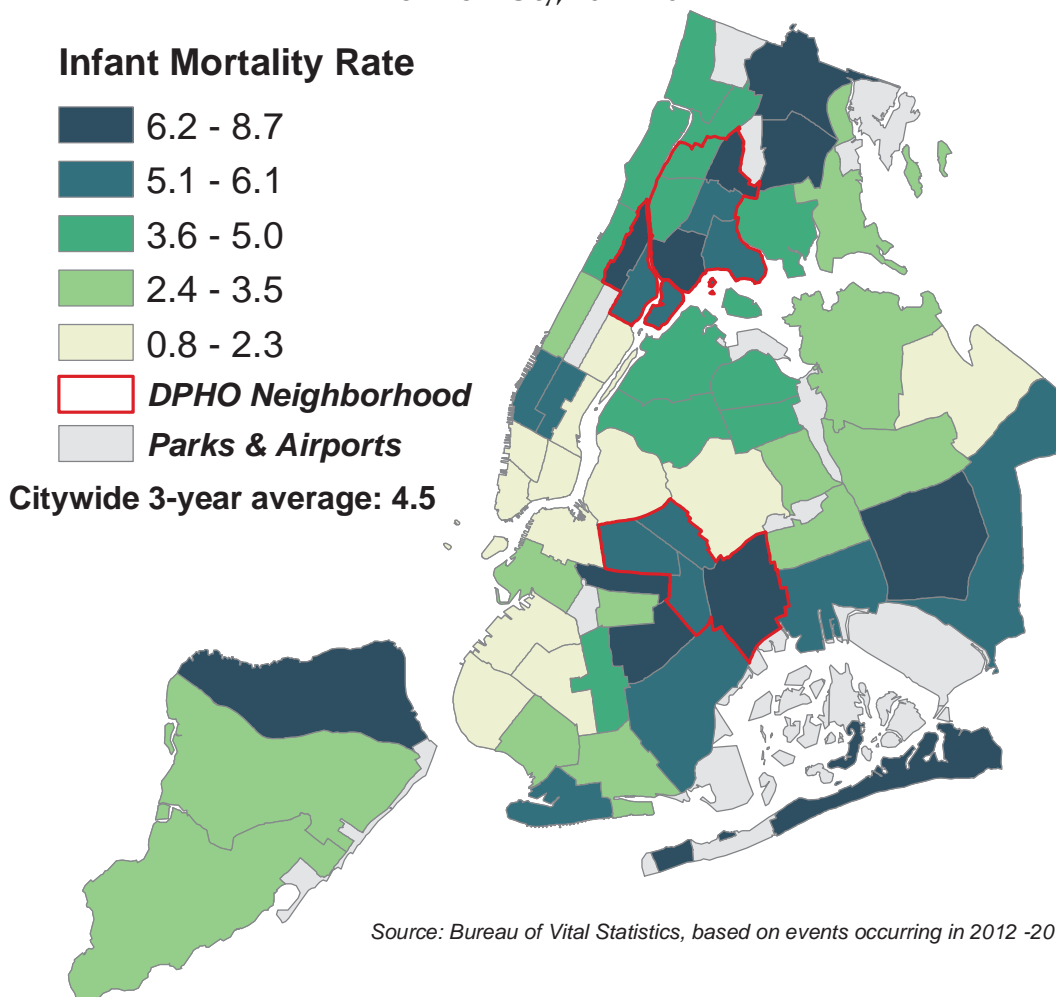 Infant Mortality Rate
6.2 - 8.7
5.1 - 6.1
3.6 - 5.0
2.4 - 3.5
0.8 - 2.3
DPHO Neighborhood
Parks & Airports
Citywide 3-year average: 4.5
Source: Bureau of Vital Statistics, based on events occurring in 2012 -20